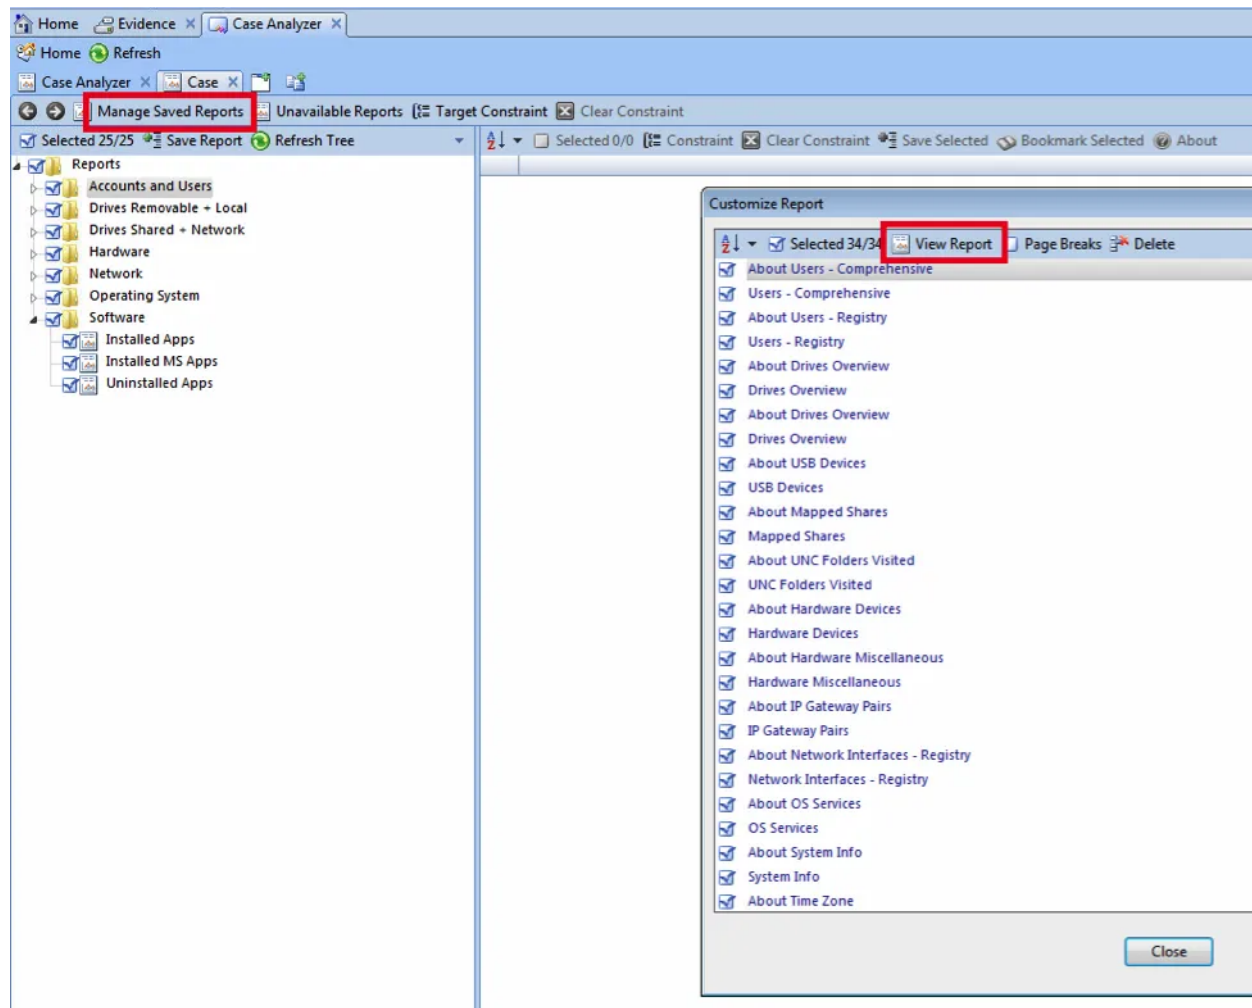 Home Evidence Case Analyzer
Home Refresh
Case Analyzer Case
Manage Saved Reports Unavailable Reports Target Constraint Clear Constraint
Selected 25/25 Save Report Refresh Tree
Selected 0/0 Constraint Clear Constraint Save Selected Bookmark Selected About
Reports
Accounts and Users
Drives Removable + Local
Drives Shared + Network
Hardware
Network
Operating System
Software
Installed Apps
Installed MS Apps
Uninstalled Apps
Customize Report
Selected 34/34 View Report Page Breaks Delete
About Users - Comprehensive
Users - Comprehensive
About Users - Registry
Users - Registry
About Drives Overview
Drives Overview
About Drives Overview
Drives Overview
About USB Devices
USB Devices
About Mapped Shares
Mapped Shares
About UNC Folders Visited
UNC Folders Visited
About Hardware Devices
Hardware Devices
About Hardware Miscellaneous
Hardware Miscellaneous
About IP Gateway Pairs
IP Gateway Pairs
About Network Interfaces - Registry
Network Interfaces - Registry
About OS Services
OS Services
About System Info
System Info
About Time Zone
Close